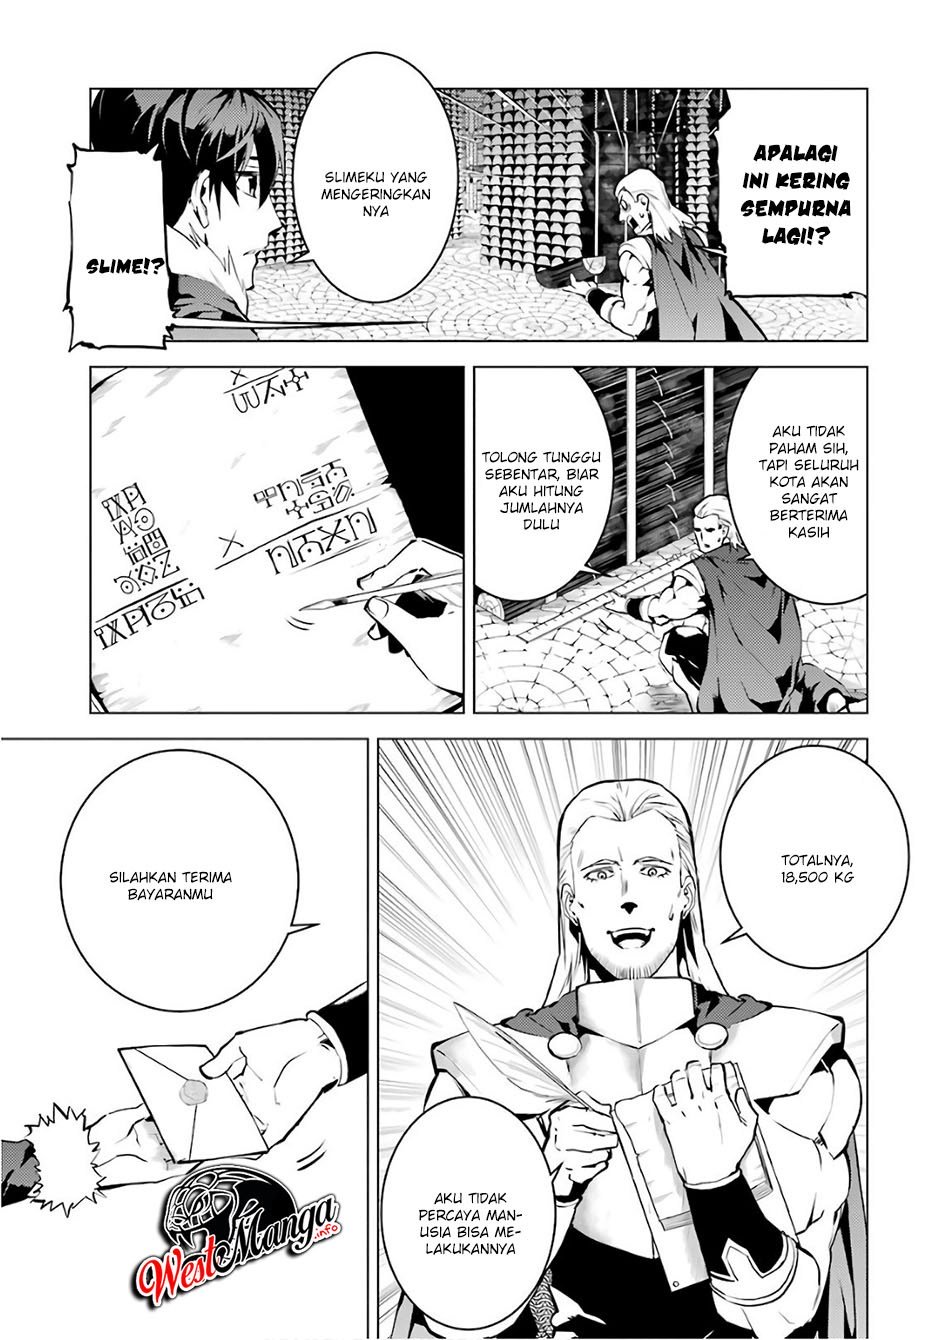 APALAGI
INI KERING
SEMPURNA
LAGI!?
SLIMEKU YANG
MENGERINGKAN
NYA
SLIME!?
AKU TIDAK
PAHAM SIH,
TAPI SELURUH
KOTA AKAN
SANGAT
BERTERIMA
KASIH
TOLONG TUNGGU
SEBENTAR, BIAR
AKU HITUNG
JUMLAHNYA
DULU
TOTALNYA,
18,500 KG
AKU TIDAK
PERCAYA MAN-
USIA BISA ME-
LAKUKANNYA
SILAHKAN TERIMA
BAYARANMU
WEST MANGA
.info